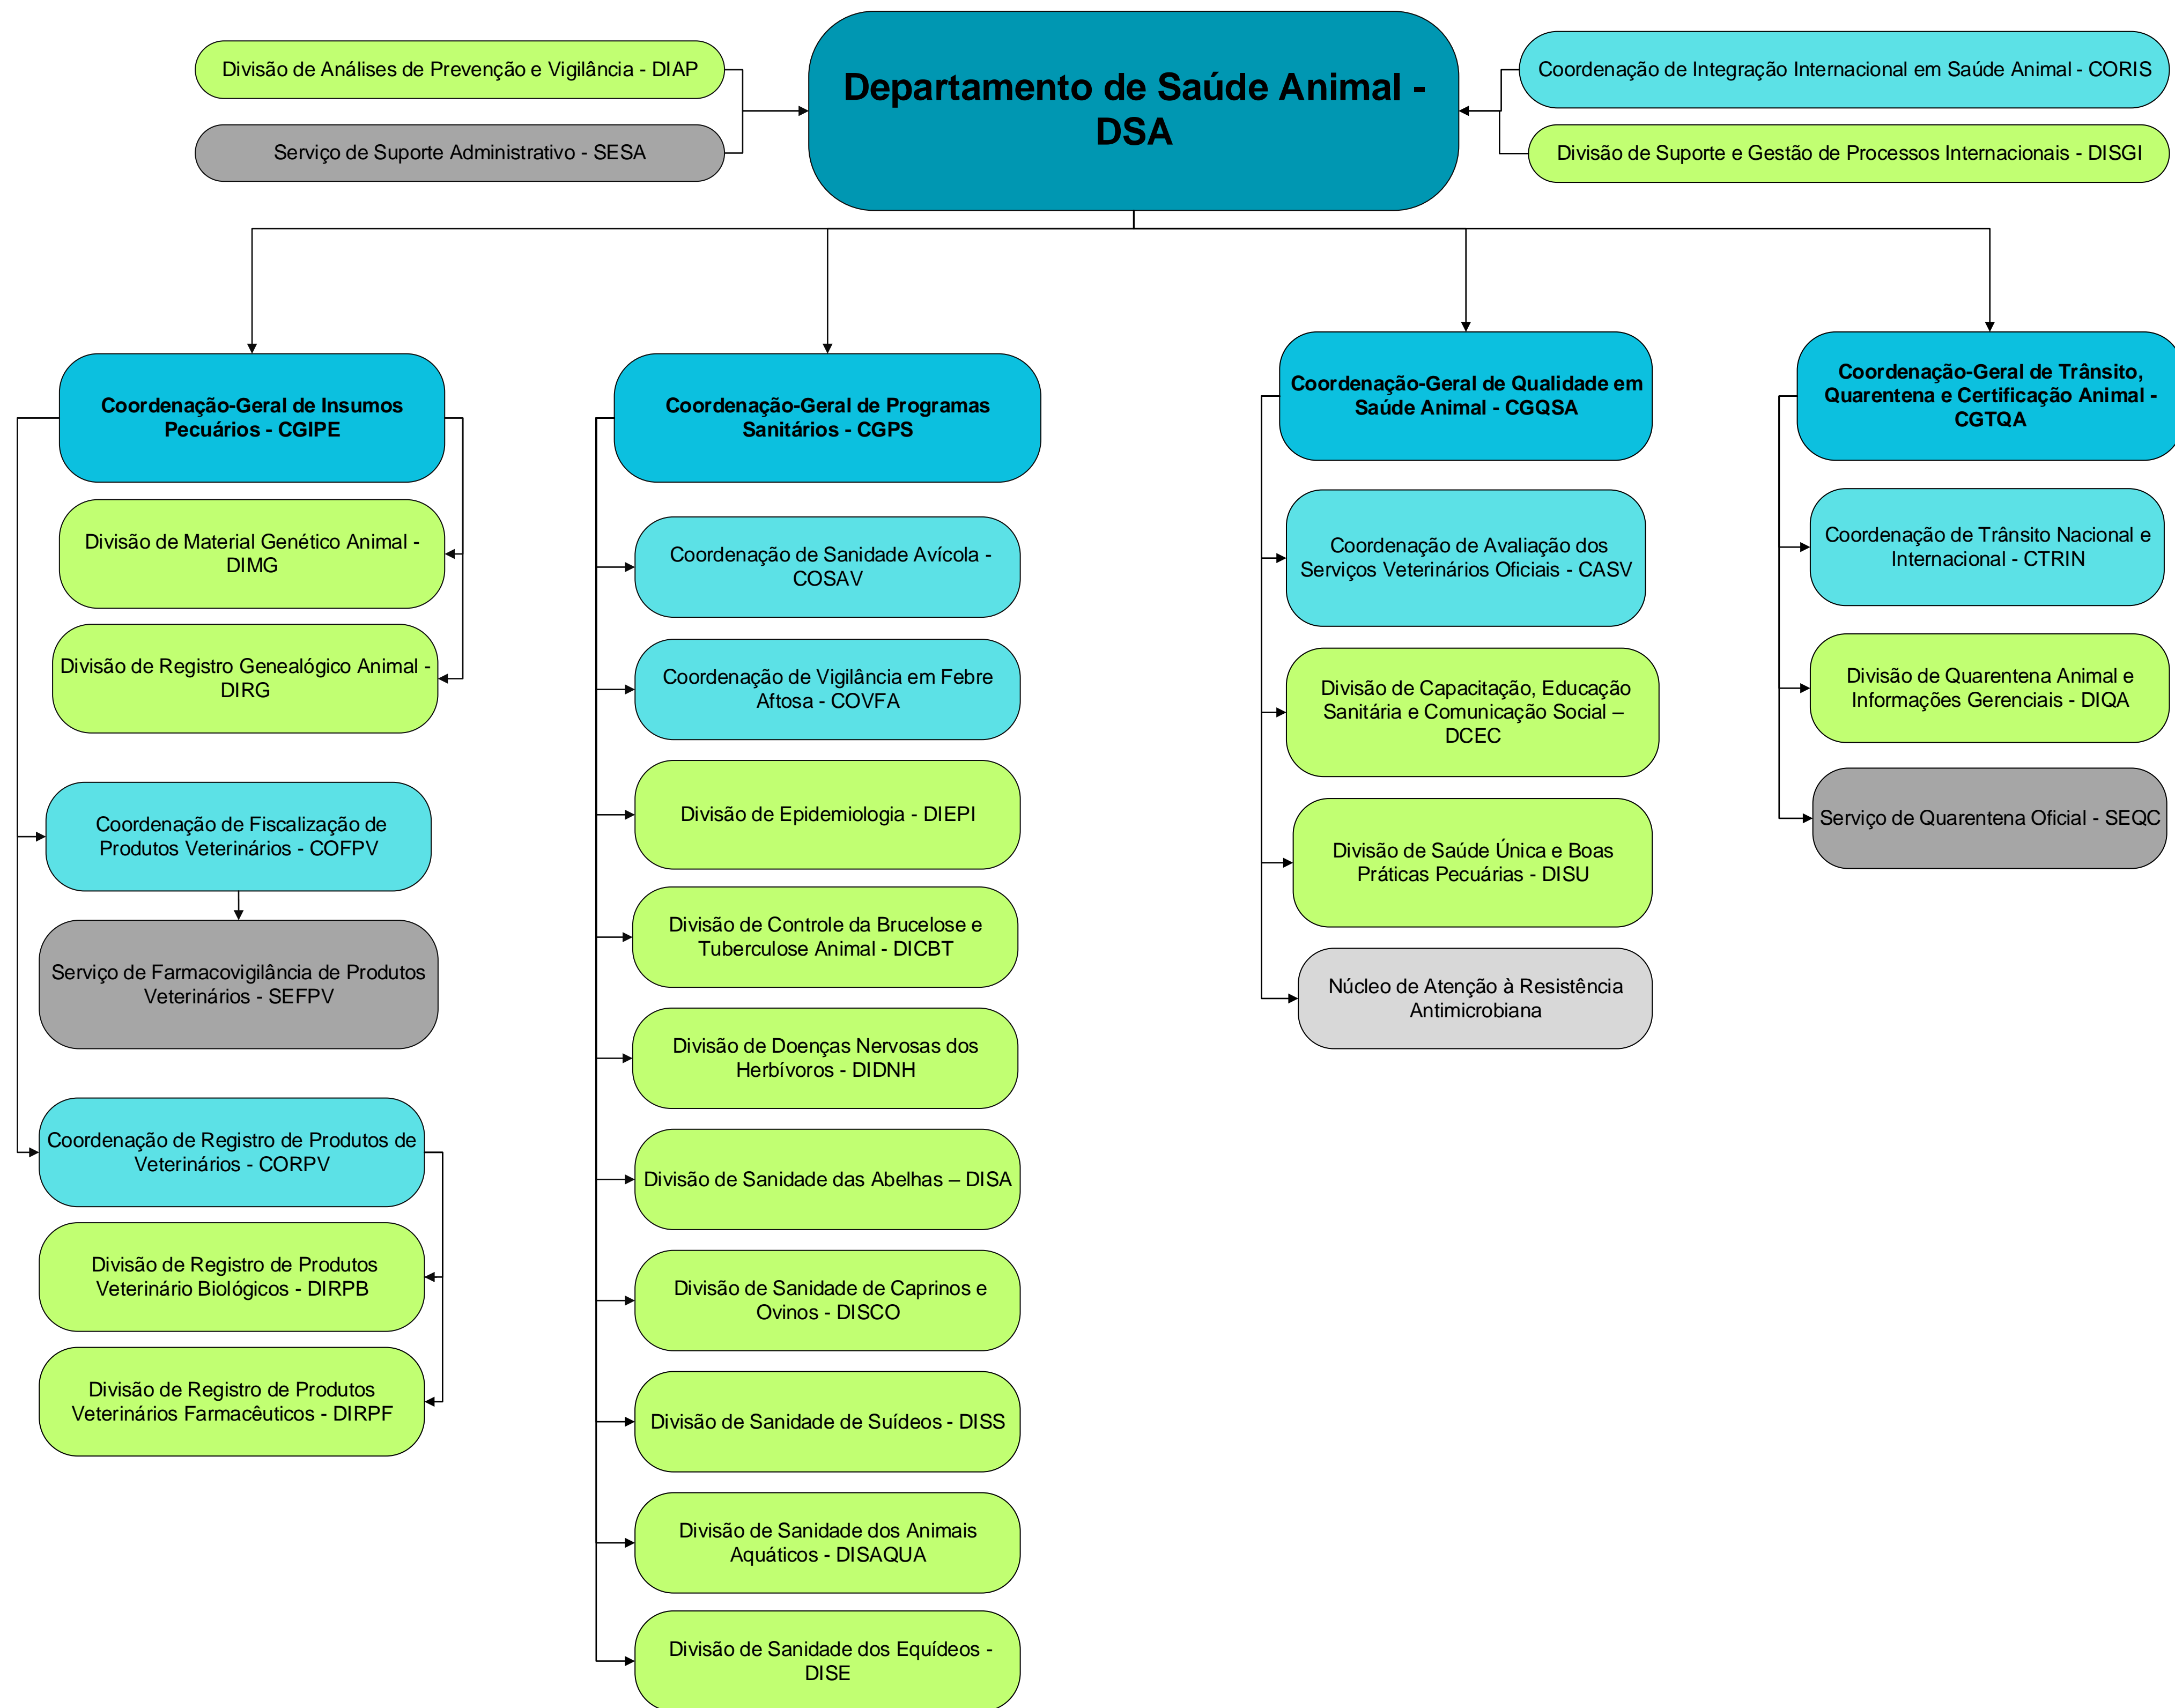 Divisão de Análises de Prevenção e Vigilância - DIAP
Serviço de Suporte Administrativo - SESA
Departamento de Saúde Animal -
DSA
Coordenação de Integração Internacional em Saúde Animal - CORIS
Divisão de Suporte e Gestão de Processos Internacionais - DISGI
Coordenação-Geral de Insumos
Pecuários - CGIPE
Divisão de Material Genético Animal -
DIMG
Divisão de Registro Genealógico Animal -
DIRG
Coordenação de Fiscalização de
Produtos Veterinários - COFPV
Serviço de Farmacovigilância de Produtos
Veterinários - SEFPV
Coordenação de Registro de Produtos de
Veterinários - CORPV
Divisão de Registro de Produtos
Veterinário Biológicos - DIRPB
Divisão de Registro de Produtos
Veterinários Farmacêuticos - DIRPF
Coordenação-Geral de Programas
Sanitários - CGPS
Coordenação de Sanidade Avícola -
COSAV
Coordenação de Vigilância em Febre
Aftosa - COVFA
Divisão de Epidemiologia - DIEPI
Divisão de Controle da Brucelose e
Tuberculose Animal - DICBT
Divisão de Doenças Nervosas dos
Herbívoros - DIDNH
Divisão de Sanidade das Abelhas – DISA
Divisão de Sanidade de Caprinos e
Ovinos - DISCO
Divisão de Sanidade de Suídeos - DISS
Divisão de Sanidade dos Animais
Aquáticos - DISAQUA
Divisão de Sanidade dos Equídeos -
DISE
Coordenação-Geral de Qualidade em
Saúde Animal - CGQSA
Coordenação de Avaliação dos
Serviços Veterinários Oficiais - CASV
Divisão de Capacitação, Educação
Sanitária e Comunicação Social –
DCEC
Divisão de Saúde Única e Boas
Práticas Pecuárias - DISU
Núcleo de Atenção à Resistência
Antimicrobiana
Coordenação-Geral de Trânsito,
Quarentena e Certificação Animal -
CGTQA
Coordenação de Trânsito Nacional e
Internacional - CTRIN
Divisão de Quarentena Animal e
Informações Gerenciais - DIQA
Serviço de Quarentena Oficial - SEQC